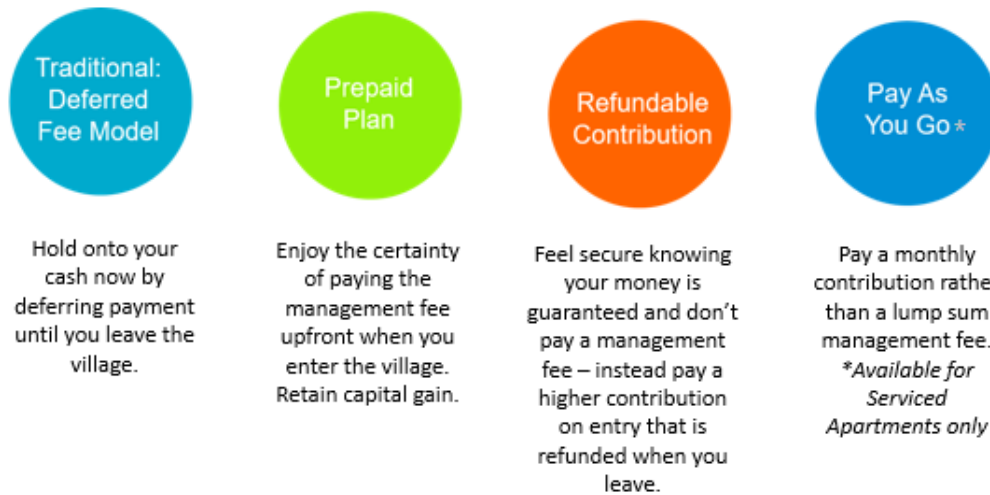 Traditional:
Deferred
Fee Model
Hold onto your
cash now by
deferring payment
until you leave the
village.
Prepaid
Plan
Enjoy the certainty
of paying the
management fee
upfront when you
enter the village.
Retain capital gain.
Refundable
Contribution
Feel secure knowing
your money is
guaranteed and don't
pay a management
fee – instead pay a
higher contribution
on entry that is
refunded when you
leave.
Pay As
You Go*
Pay a monthly
contribution rathe
than a lump sum
management fee.
*Available for
Serviced
Apartments only